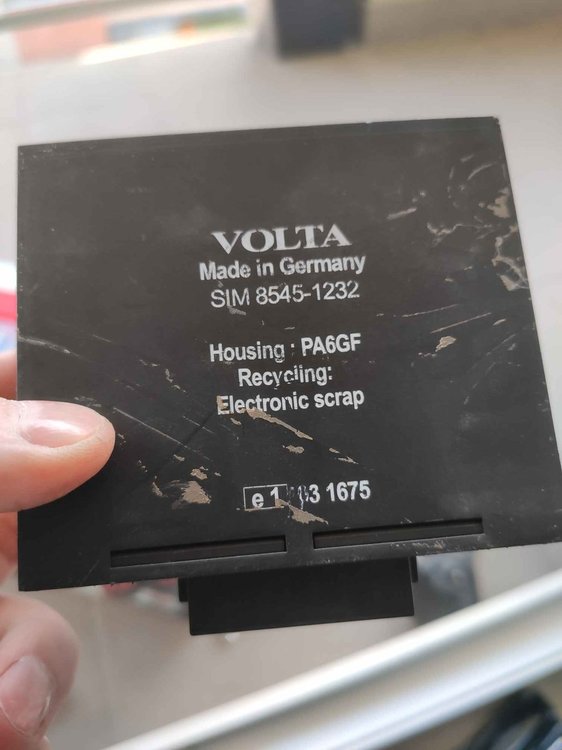 VOLTA
Made in Germany
SIM 8545-1232
Housing : PA6GF
Recycling:
Electronic scrap
e 1 1675